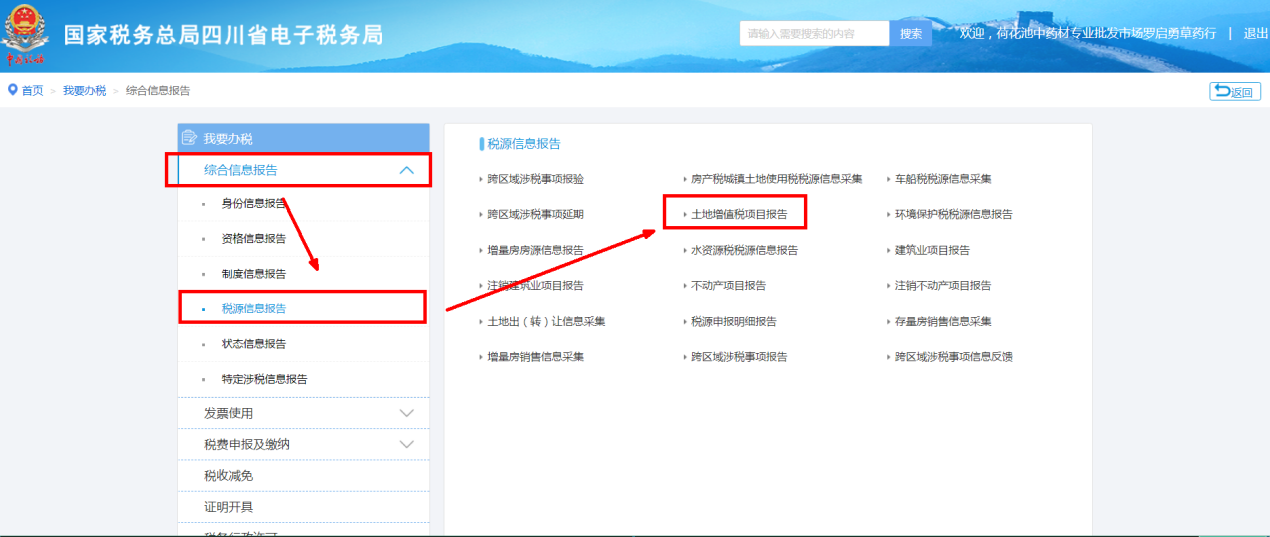 国家税务总局四川省电子税务局
请输入需要搜索的内容 搜索 欢迎，荷花池中药材专业批发市场罗启勇草药行 | 退出
首页 > 我要办税 > 综合信息报告 返回
我要办税
综合信息报告
身份信息报告
资格信息报告
制度信息报告
税源信息报告
状态信息报告
特定涉税信息报告
发票使用
税费申报及缴纳
税收减免
证明开具
税务行政许可
税源信息报告
跨区域涉税事项报验 房产税城镇土地使用税税源信息采集 车船税税源信息采集
跨区域涉税事项延期 土地增值税项目报告 环境保护税税源信息报告
增量房房源信息报告 水资源税税源信息报告 建筑业项目报告
注销建筑业项目报告 不动产项目报告 注销不动产项目报告
土地出（转）让信息采集 税源申报明细报告 存量房销售信息采集
增量房销售信息采集 跨区域涉税事项报告 跨区域涉税事项信息反馈